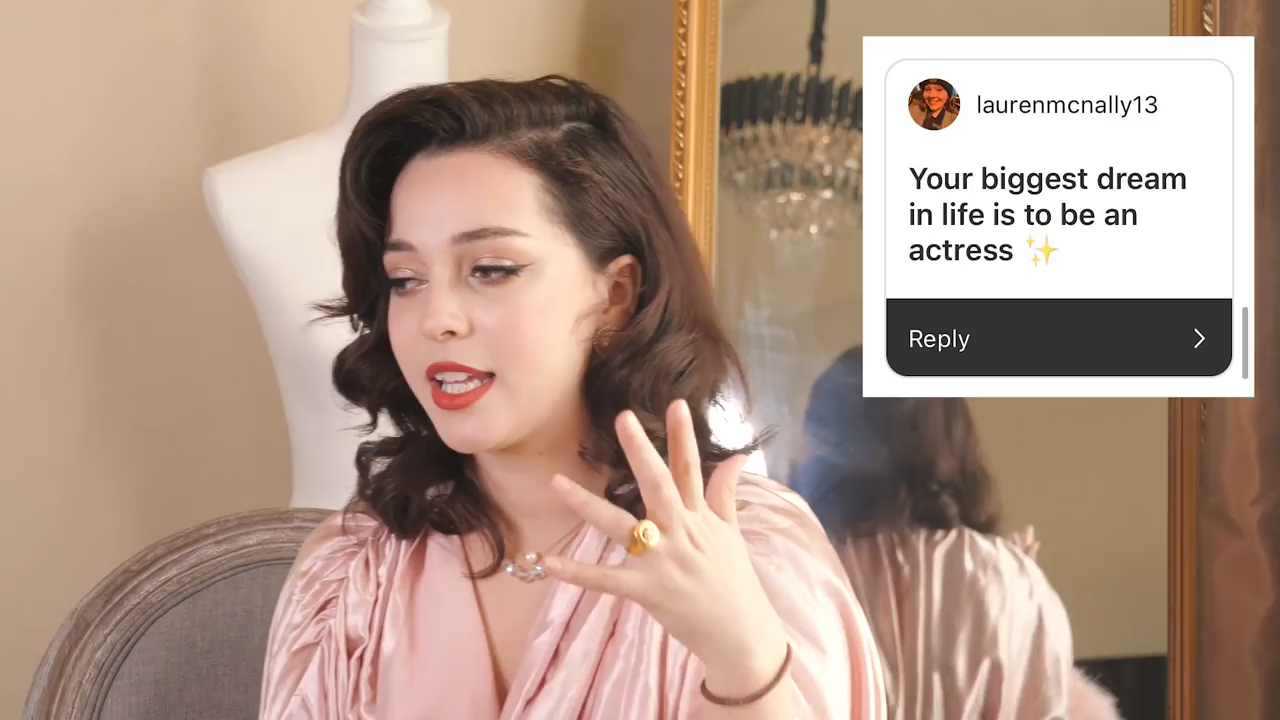 laurenmcnally13
Your biggest dream
in life is to be an
actress ✨
Reply